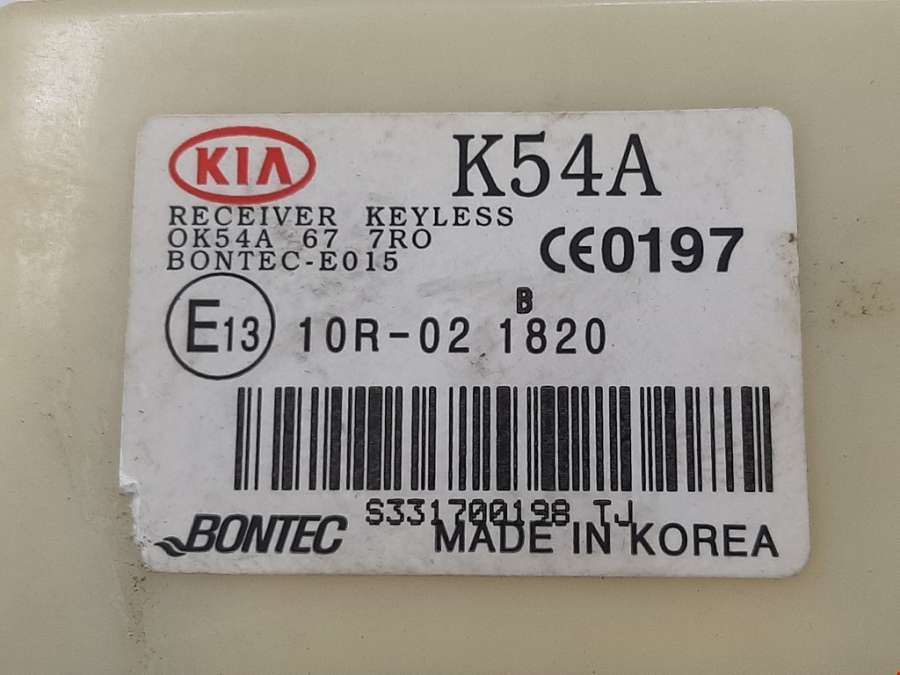 KIA K54A
RECEIVER KEYLESS
OK54A 67 7RO
BONTEC-E015
CE0197
B
E13 10R-02 1820
S331700198 TJ
BONTEC MADE IN KOREA